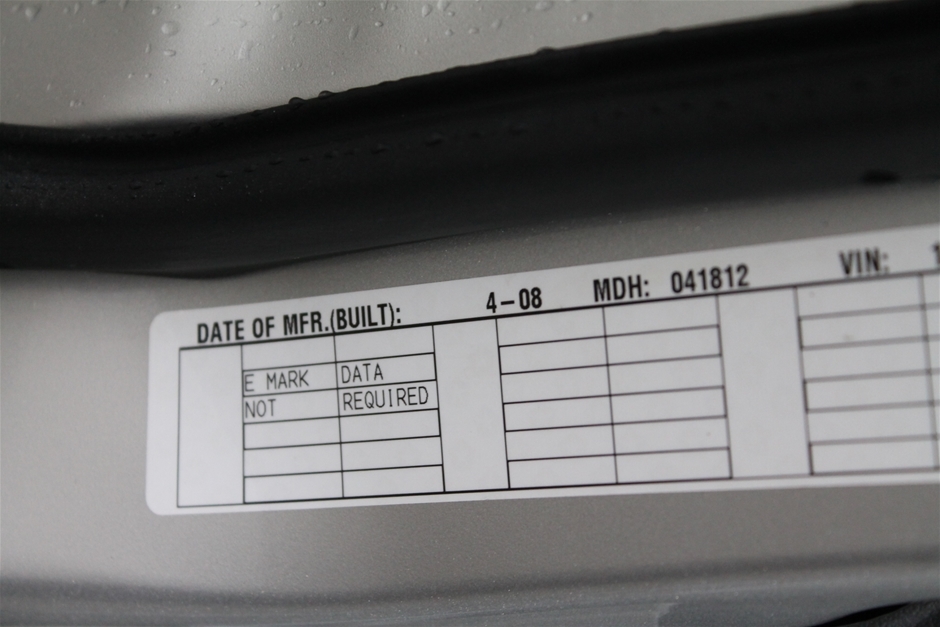 DATE OF MFR.(BUILT): 4-08 MDH: 041812 VIN:
E MARK DATA
NOT REQUIRED